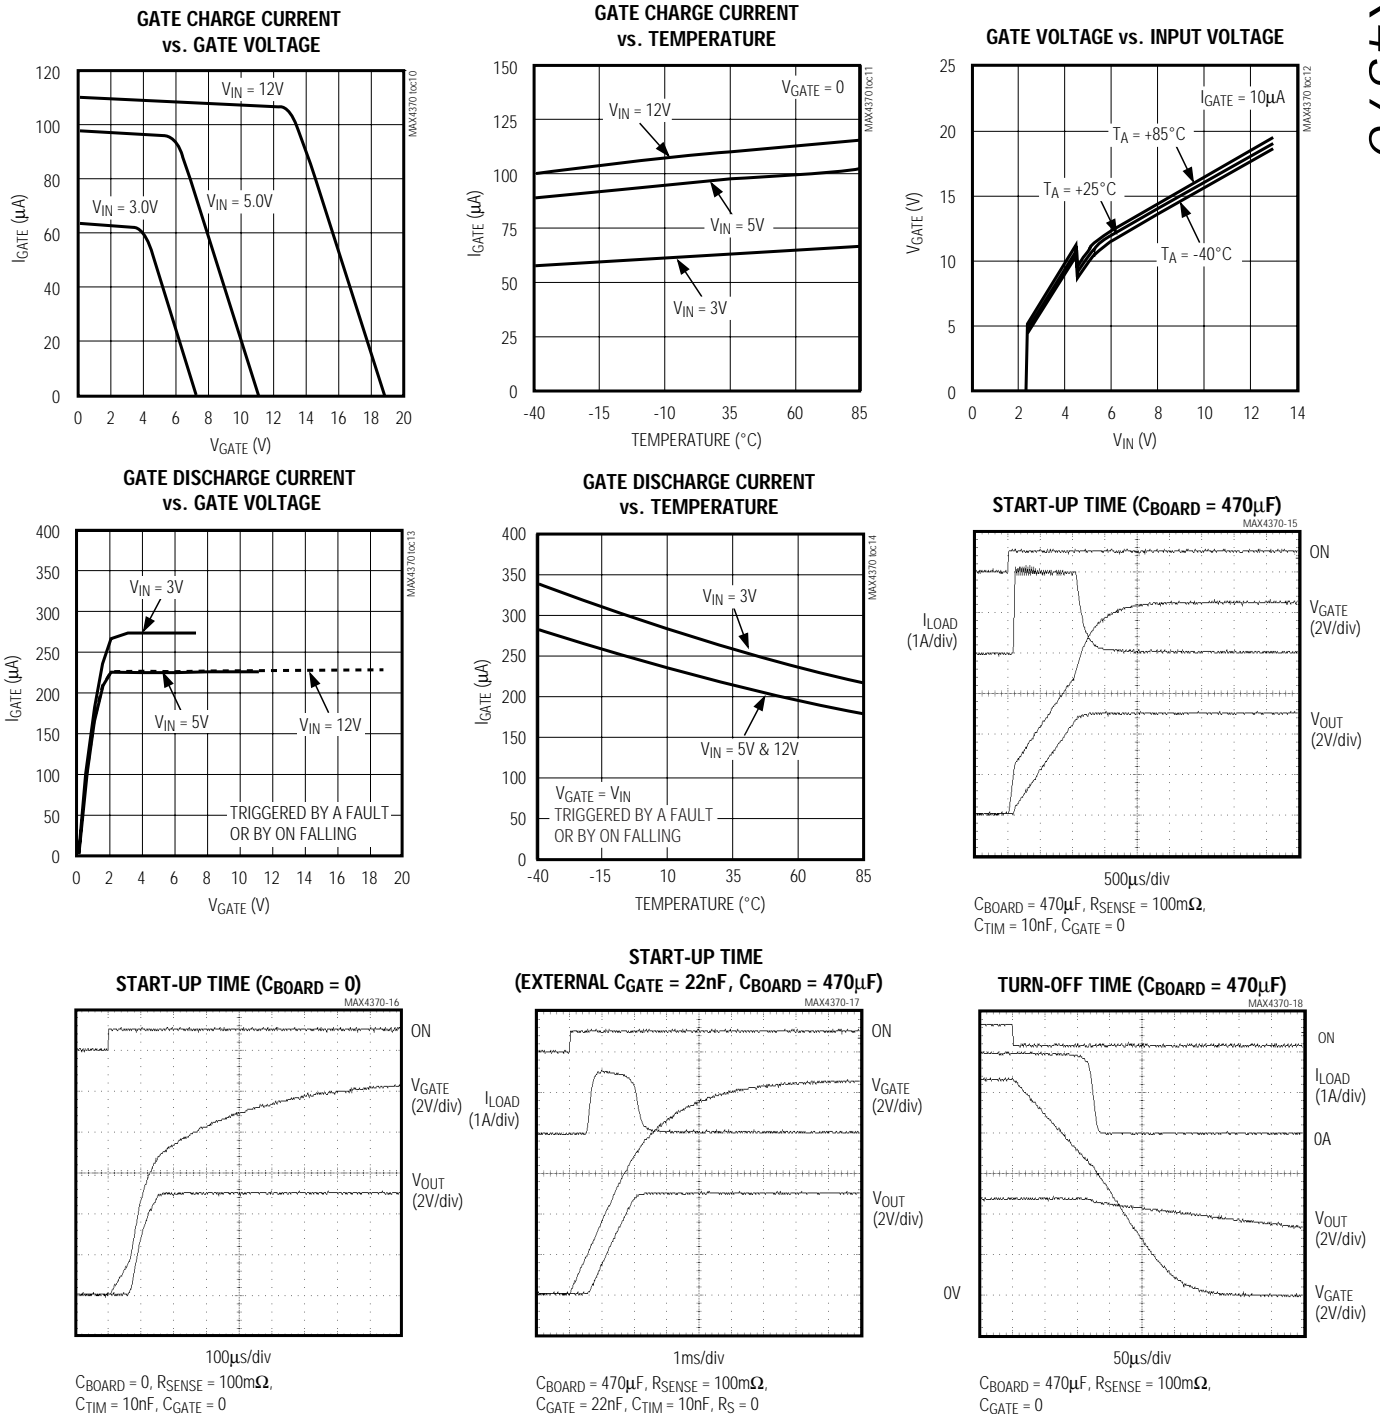 GATE CHARGE CURRENT
vs. GATE VOLTAGE
MAX4370 toc10
120
100
80
60
40
20
0
IGATE (μA)
VIN = 12V
VIN = 3.0V
VIN = 5.0V
0 2 4 6 8 10 12 14 16 18 20
VGATE (V)
GATE CHARGE CURRENT
vs. TEMPERATURE
MAX4370 toc11
150
125
100
75
50
25
0
IGATE (μA)
VGATE = 0
VIN = 12V
VIN = 5V
VIN = 3V
-40 -15 -10 35 60 85
TEMPERATURE (°C)
GATE VOLTAGE vs. INPUT VOLTAGE
MAX4370 toc12
25
20
15
10
5
0
VGATE (V)
IGATE = 10μA
TA = +85°C
TA = +25°C
TA = -40°C
0 2 4 6 8 10 12 14
VIN (V)
GATE DISCHARGE CURRENT
vs. GATE VOLTAGE
MAX4370 toc13
400
350
300
250
200
150
100
50
0
IGATE (μA)
VIN = 3V
VIN = 5V
VIN = 12V
TRIGGERED BY A FAULT
OR BY ON FALLING
0 2 4 6 8 10 12 14 16 18 20
VGATE (V)
GATE DISCHARGE CURRENT
vs. TEMPERATURE
MAX4370 toc14
400
350
300
250
200
150
100
50
0
IGATE (μA)
VIN = 3V
VIN = 5V & 12V
VGATE = VIN
TRIGGERED BY A FAULT
OR BY ON FALLING
-40 -15 10 35 60 85
TEMPERATURE (°C)
START-UP TIME (CBOARD = 470μF)
MAX4370-15
ON
ILOAD
(1A/div)
VGATE
(2V/div)
VOUT
(2V/div)
500μs/div
CBOARD = 470μF, RSENSE = 100mΩ,
CTIM = 10nF, CGATE = 0
START-UP TIME (CBOARD = 0)
MAX4370-16
ON
VGATE
(2V/div)
VOUT
(2V/div)
100μs/div
CBOARD = 0, RSENSE = 100mΩ,
CTIM = 10nF, CGATE = 0
START-UP TIME
(EXTERNAL CGATE = 22nF, CBOARD = 470μF)
MAX4370-17
ON
ILOAD
(1A/div)
VGATE
(2V/div)
VOUT
(2V/div)
1ms/div
CBOARD = 470μF, RSENSE = 100mΩ,
CGATE = 22nF, CTIM = 10nF, RS = 0
TURN-OFF TIME (CBOARD = 470μF)
MAX4370-18
ON
ILOAD
(1A/div)
0A
VOUT
(2V/div)
0V
VGATE
(2V/div)
50μs/div
CBOARD = 470μF, RSENSE = 100mΩ,
CGATE = 0